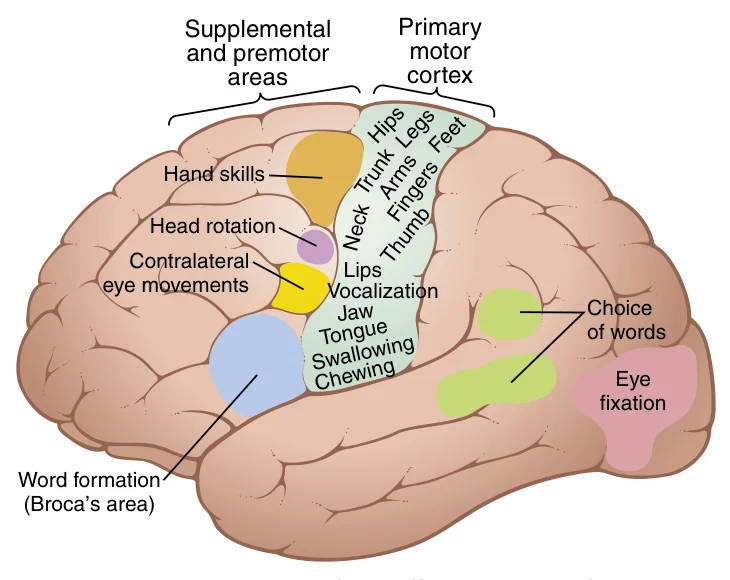 Supplemental
and premotor
areas
Primary
motor
cortex
Hips
Legs
Feet
Trunk
Arms
Fingers
Neck
Thumb
Hand skills
Head rotation
Contralateral
eye movements
Lips
Vocalization
Jaw
Tongue
Swallowing
Chewing
Choice
of words
Eye
fixation
Word formation
(Broca’s area)